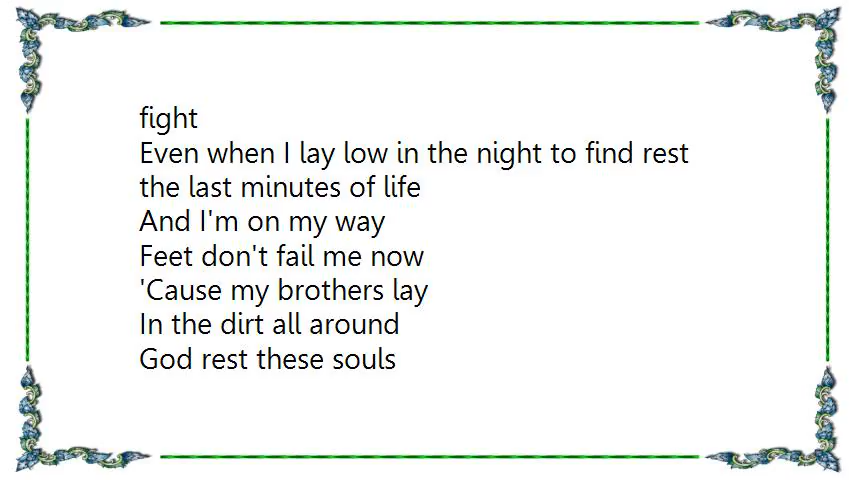 fight
Even when I lay low in the night to find rest
the last minutes of life
And I'm on my way
Feet don't fail me now
'Cause my brothers lay
In the dirt all around
God rest these souls